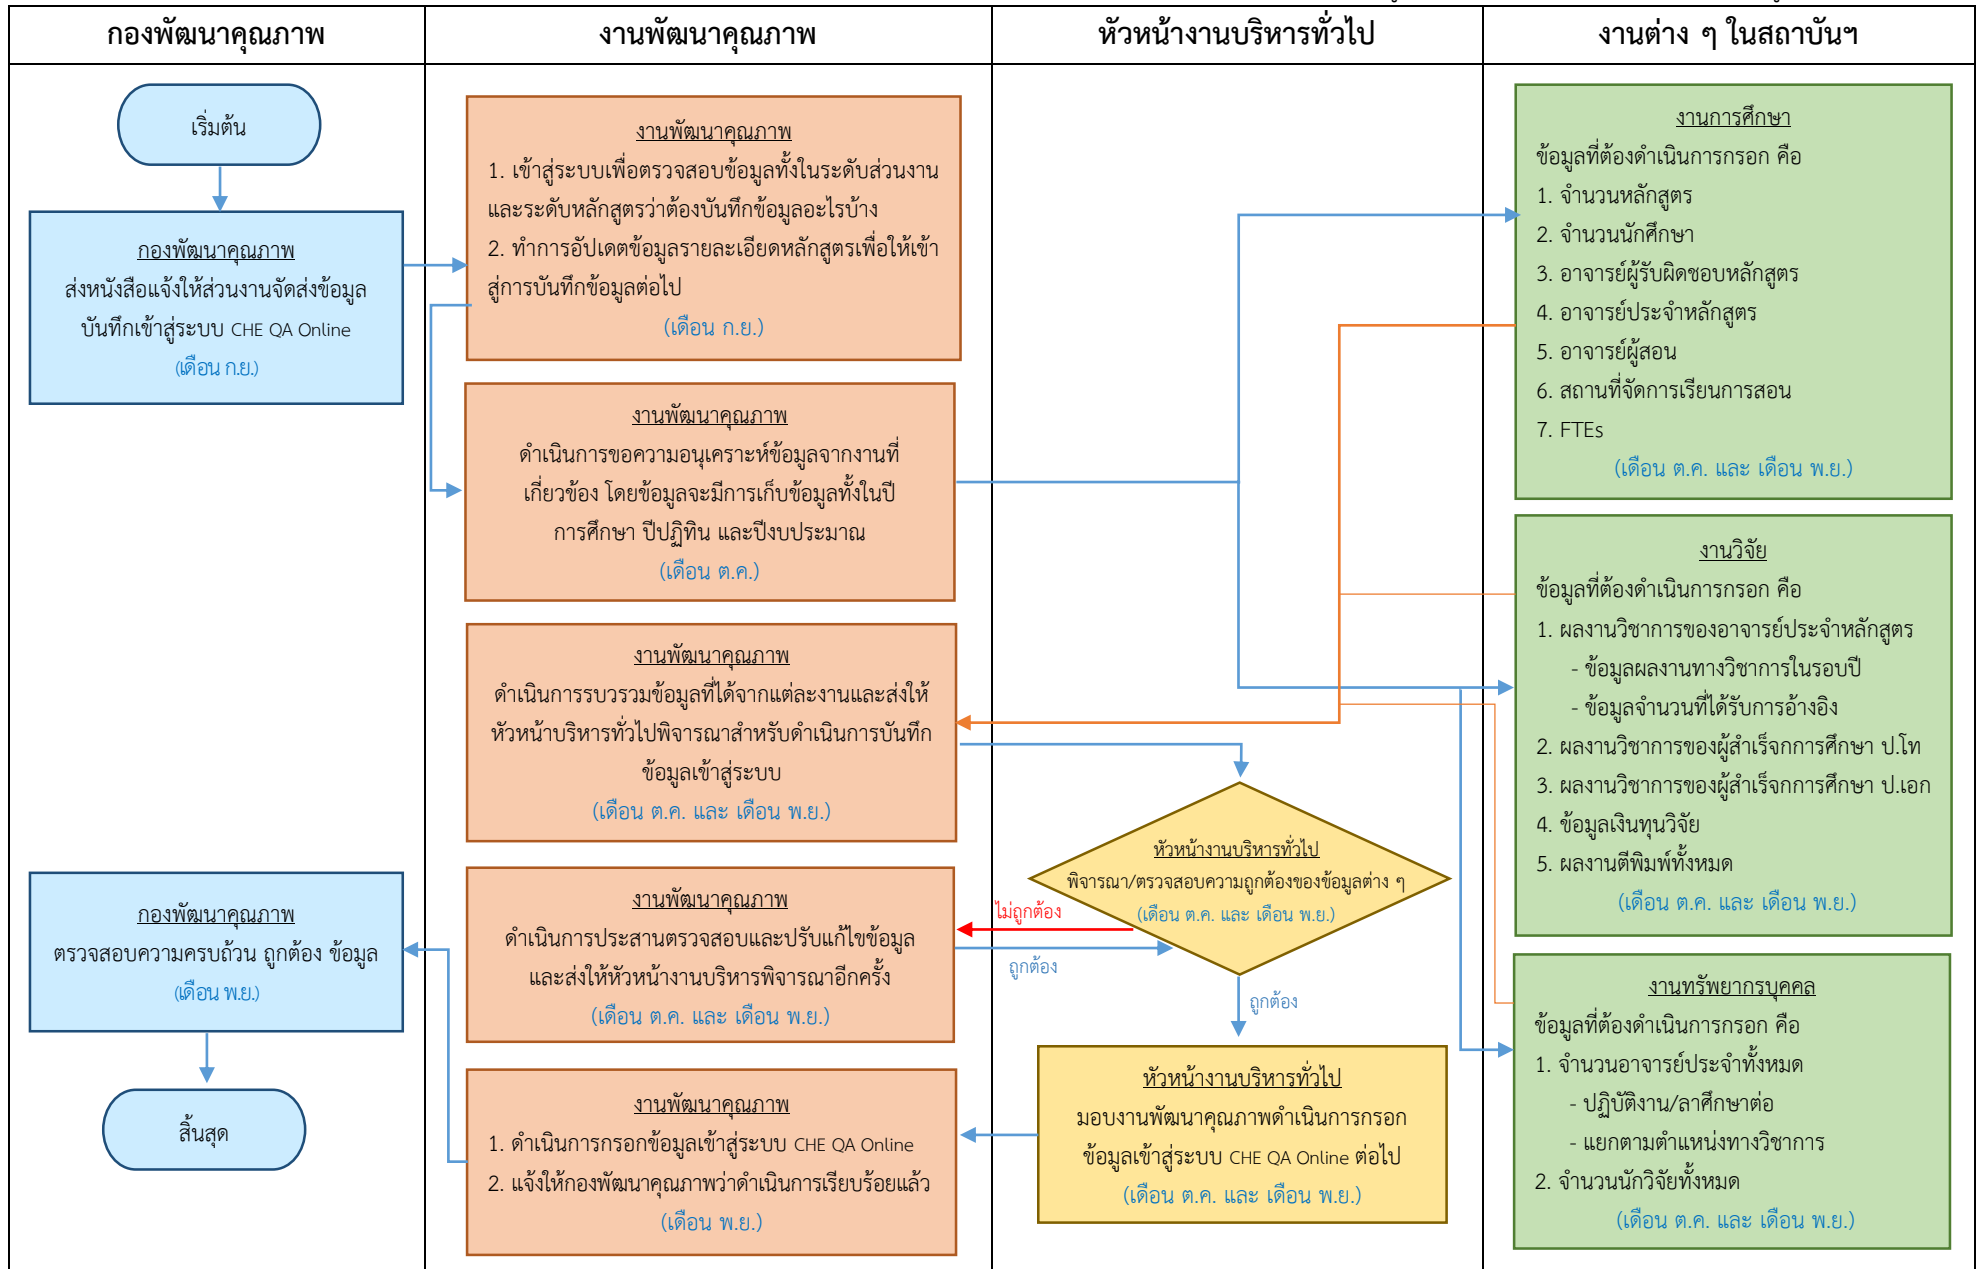 กองพัฒนาคุณภาพ
งานพัฒนาคุณภาพ
หัวหน้างานบริหารทั่วไป
งานต่าง ๆ ในสถาบันฯ
เริ่มต้น
กองพัฒนาคุณภาพ
ส่งหนังสือแจ้งให้ส่วนงานจัดส่งข้อมูล
บันทึกเข้าสู่ระบบ CHE QA Online
(เดือน ก.ย.)
กองพัฒนาคุณภาพ
ตรวจสอบความครบถ้วน ถูกต้อง ข้อมูล
(เดือน พ.ย.)
สิ้นสุด
งานพัฒนาคุณภาพ
1. เข้าสู่ระบบเพื่อตรวจสอบข้อมูลทั้งในระดับส่วนงาน
และระดับหลักสูตรว่าต้องบันทึกข้อมูลอะไรบ้าง
2. ทำการอัปเดตข้อมูลรายละเอียดหลักสูตรเพื่อให้เข้า
สู่การบันทึกข้อมูลต่อไป
(เดือน ก.ย.)
งานพัฒนาคุณภาพ
ดำเนินการขอความอนุเคราะห์ข้อมูลจากงานที่
เกี่ยวข้อง โดยข้อมูลจะมีการเก็บข้อมูลทั้งในปี
การศึกษา ปีปฏิทิน และปีงบประมาณ
(เดือน ต.ค.)
งานพัฒนาคุณภาพ
ดำเนินการรบวรวมข้อมูลที่ได้จากแต่ละงานและส่งให้
หัวหน้าบริหารทั่วไปพิจารณาสำหรับดำเนินการบันทึก
ข้อมูลเข้าสู่ระบบ
(เดือน ต.ค. และ เดือน พ.ย.)
งานพัฒนาคุณภาพ
ดำเนินการประสานตรวจสอบและปรับแก้ไขข้อมูล
และส่งให้หัวหน้างานบริหารพิจารณาอีกครั้ง
(เดือน ต.ค. และ เดือน พ.ย.)
งานพัฒนาคุณภาพ
1. ดำเนินการกรอกข้อมูลเข้าสู่ระบบ CHE QA Online
2. แจ้งให้กองพัฒนาคุณภาพว่าดำเนินการเรียบร้อยแล้ว
(เดือน พ.ย.)
หัวหน้างานบริหารทั่วไป
พิจารณา/ตรวจสอบความถูกต้องของข้อมูลต่าง ๆ
(เดือน ต.ค. และ เดือน พ.ย.)
ไม่ถูกต้อง
ถูกต้อง
ถูกต้อง
หัวหน้างานบริหารทั่วไป
มอบงานพัฒนาคุณภาพดำเนินการกรอก
ข้อมูลเข้าสู่ระบบ CHE QA Online ต่อไป
(เดือน ต.ค. และ เดือน พ.ย.)
งานการศึกษา
ข้อมูลที่ต้องดำเนินการกรอก คือ
1. จำนวนหลักสูตร
2. จำนวนนักศึกษา
3. อาจารย์ผู้รับผิดชอบหลักสูตร
4. อาจารย์ประจำหลักสูตร
5. อาจารย์ผู้สอน
6. สถานที่จัดการเรียนการสอน
7. FTEs
(เดือน ต.ค. และ เดือน พ.ย.)
งานวิจัย
ข้อมูลที่ต้องดำเนินการกรอก คือ
1. ผลงานวิชาการของอาจารย์ประจำหลักสูตร
- ข้อมูลผลงานทางวิชาการในรอบปี
- ข้อมูลจำนวนที่ได้รับการอ้างอิง
2. ผลงานวิชาการของผู้สำเร็จการศึกษา ป.โท
3. ผลงานวิชาการของผู้สำเร็จการศึกษา ป.เอก
4. ข้อมูลเงินทุนวิจัย
5. ผลงานตีพิมพ์ทั้งหมด
(เดือน ต.ค. และ เดือน พ.ย.)
งานทรัพยากรบุคคล
ข้อมูลที่ต้องดำเนินการกรอก คือ
1. จำนวนอาจารย์ประจำทั้งหมด
- ปฏิบัติงาน/ลาศึกษาต่อ
- แยกตามตำแหน่งทางวิชาการ
2. จำนวนนักวิจัยทั้งหมด
(เดือน ต.ค. และ เดือน พ.ย.)